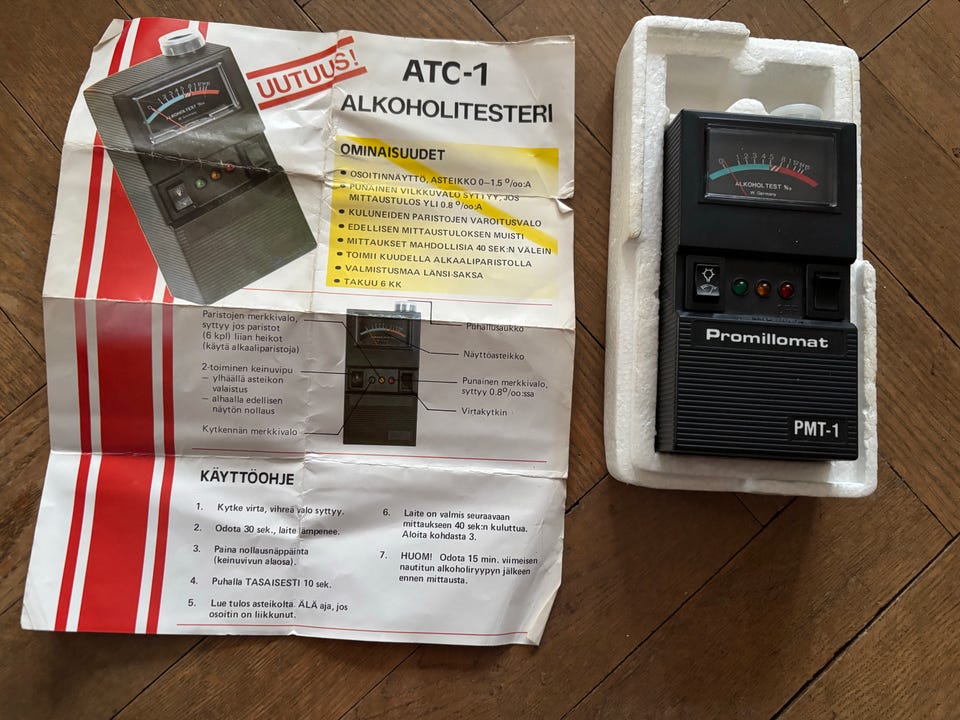 UUTUUS!
ATC-1
ALKOHOLITESTERI
OMINAISUUDET
• OSOITINNÄYTÖ, ASTEIKKO 0–1.5 º/oo:A
• PUNAINEN VILKKUVALO SYTTYY, JOS
MITTAUSTULOS YLI 0.8 º/oo:A
• KULUNEIDEN PARISTOJEN VAROITUSVALO
• EDELLISEN MITTAUSTULOKSEN MUISTI
• MITTAUKSET MAHDOLLISIA 40 SEK:N VÄLEIN
• TOIMII KUUDELLA ALKAALIPARISTOLLA
• VALMISTUSMAA LÄNSI-SAKSA
• TAKUU 6 KK
ALKOHOLTEST ‰
Paristojen merkkivalo,
syttyy jos paristot
(6 kpl) liian heikot
(käytä alkaaliparistoja)
2-toiminen keinuvipu
– ylhäällä asteikon
valaistus
– alhaalla edellisen
näytön nollaus
Kytkennän merkkivalo
Puhallusaukko
Näyttöasteikko
Punainen merkkivalo,
syttyy 0.8º/oo:ssa
Virtakytkin
KÄYTTÖOHJE
1. Kytke virta, vihreä valo syttyy.
2. Odota 30 sek., laite lämpenee.
3. Paina nollausnäppäintä
(keinuvivun alaosa).
4. Puhalla TASAISESTI 10 sek.
5. Lue tulos asteikolta. ÄLÄ aja, jos
osoitin on liikkunut.
6. Laite on valmis seuraavaan
mittaukseen 40 sek:n kuluttua.
Aloita kohdasta 3.
7. HUOM! Odota 15 min. viimeisen
nautitun alkoholiryypyn jälkeen
ennen mittausta.
ALKOHOLTEST ‰
W. Germany
Promillomat
PMT-1